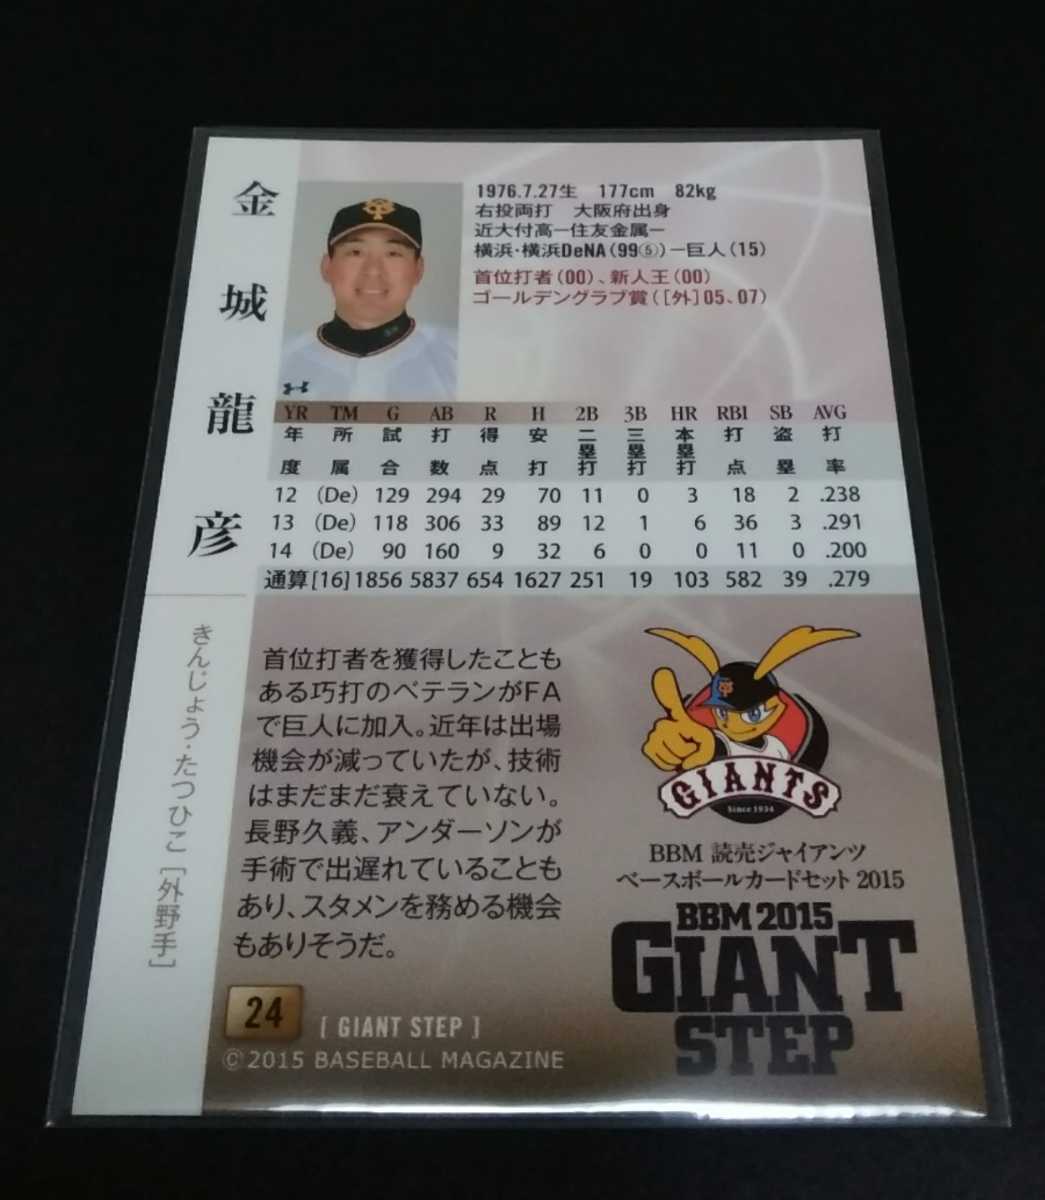 金城龍彦
きんじょう・たつひこ [外野手]
1976.7.27生 177cm 82kg
右投両打 大阪府出身
近大付高ー住友金属ー
横浜・横浜DeNA(99⑤)ー巨人(15)
首位打者(00)、新人王(00)
ゴールデングラブ賞([外]05、07)
YR TM G AB R H 2B 3B HR RBI SB AVG
年度 所属 試合 打数 得点 安打 二塁打 三塁打 本塁打 打点 盗塁 打率
12 (De) 129 294 29 70 11 0 3 18 2 .238
13 (De) 118 306 33 89 12 1 6 36 3 .291
14 (De) 90 160 9 32 6 0 0 11 0 .200
通算[16] 1856 5837 654 1627 251 19 103 582 39 .279
首位打者を獲得したことも
ある巧打のベテランがFA
で巨人に加入。近年は出場
機会が減っていたが、技術
はまだまだ衰えていない。
長野久義、アンダーソンが
手術で出遅れていることも
あり、スタメンを務める機会
もありそうだ。
GIANTS
Since 1934
BBM 読売ジャイアンツ
ベースボールカードセット 2015
BBM 2015
GIANT
STEP
24 [ GIANT STEP ]
©2015 BASEBALL MAGAZINE